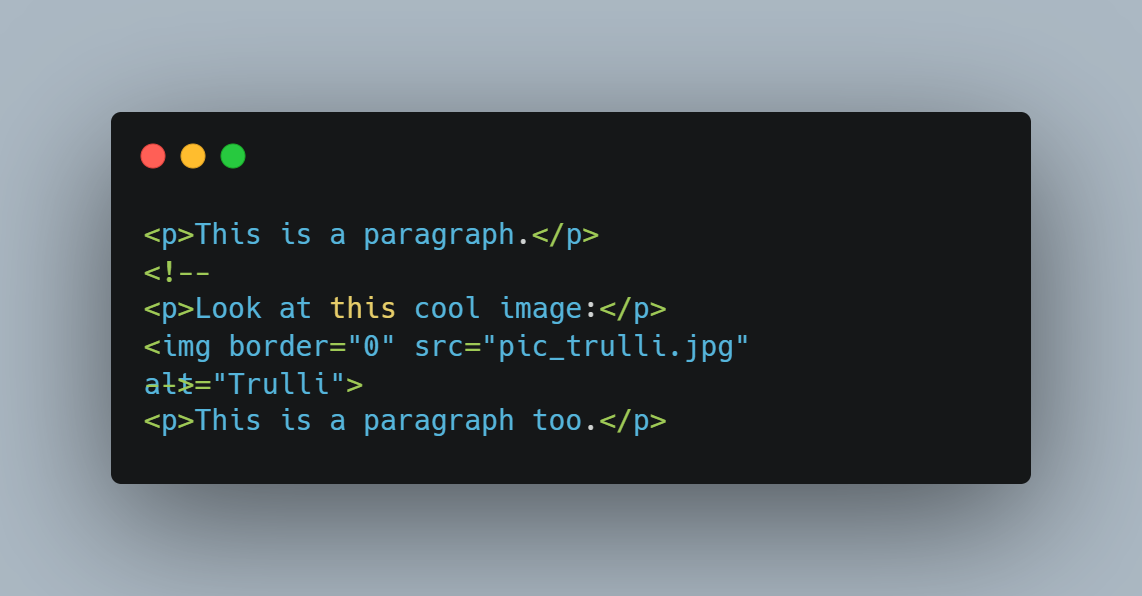 <p>This is a paragraph.</p>
<!--
<p>Look at this cool image:</p>
<img border="0" src="pic_trulli.jpg"
alt="Trulli">
-->
<p>This is a paragraph too.</p>